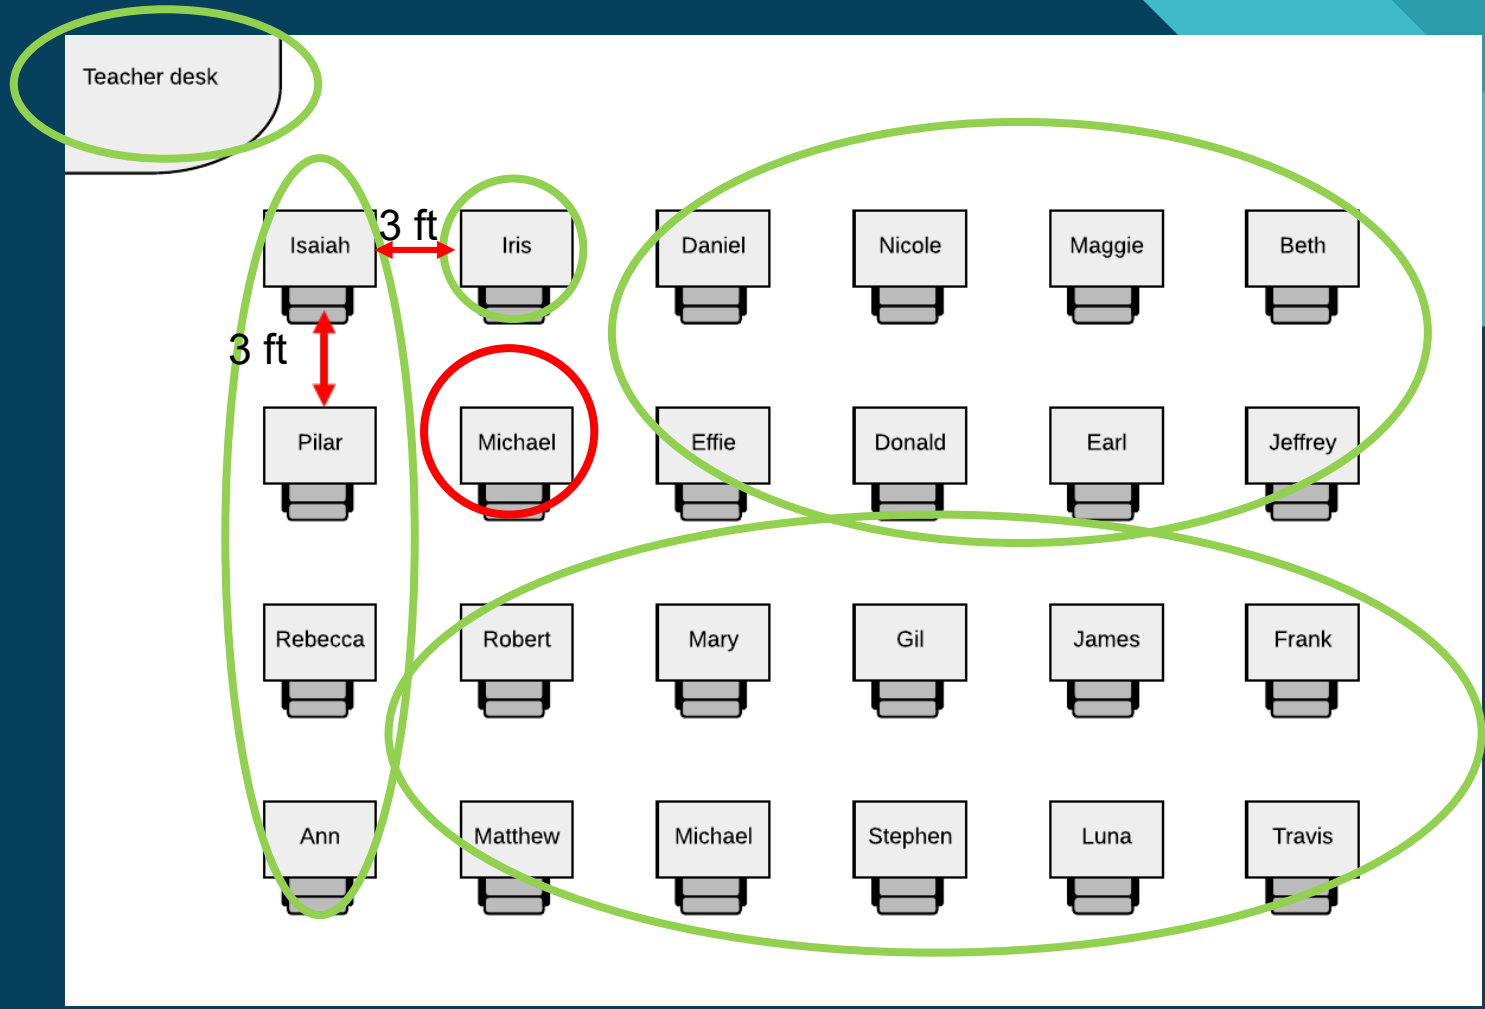 Teacher desk
3 ft
Isaiah
Iris
Daniel
Nicole
Maggie
Beth
3 ft
Pilar
Michael
Effie
Donald
Earl
Jeffrey
Rebecca
Robert
Mary
Gil
James
Frank
Ann
Matthew
Michael
Stephen
Luna
Travis